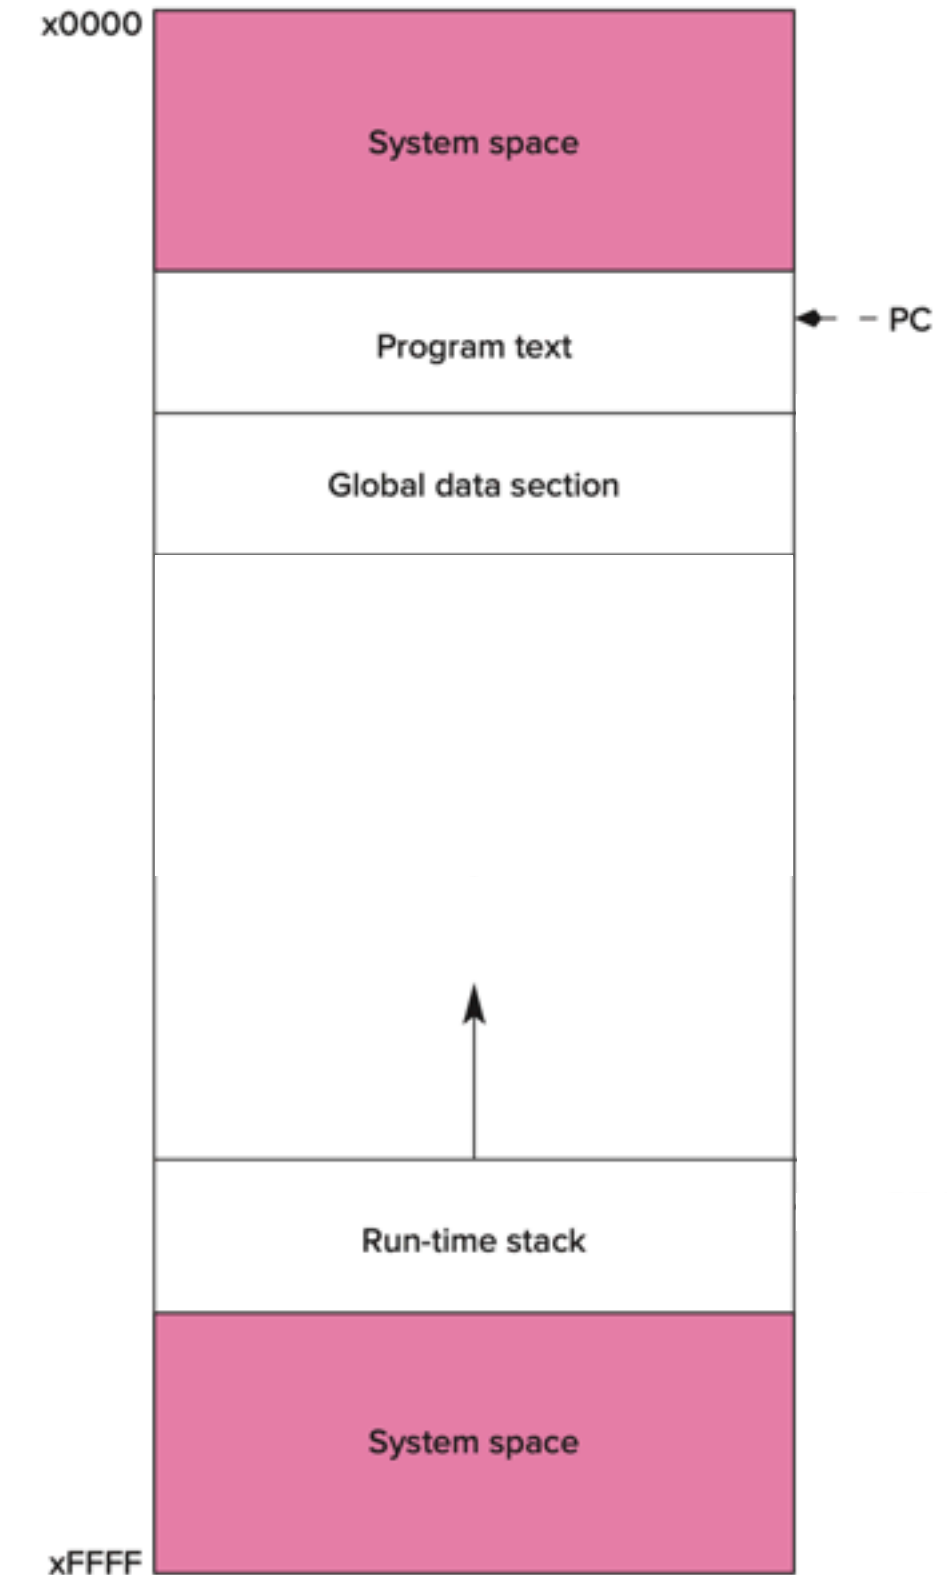 x0000
System space
PC
Program text
Global data section
Run-time stack
System space
xFFFF